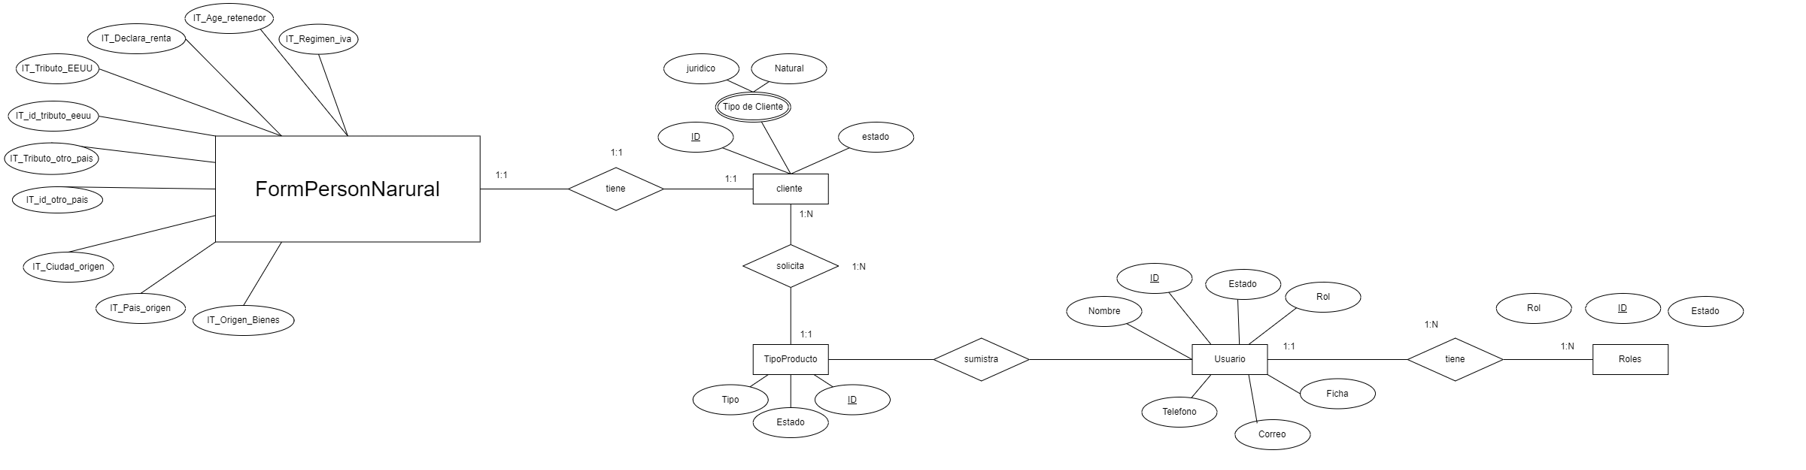 IT_Age_retenedor
IT_Declara_renta
IT_Regimen_iva
IT_Tributo_EEUU
IT_id_tributo_eeuu
IT_Tributo_otro_pais
IT_id_otro_pais
IT_Ciudad_origen
IT_Pais_origen
IT_Origen_Bienes
FormPersonNarural
1:1
1:1
tiene
1:1
juridico
Natural
Tipo de Cliente
ID
estado
cliente
1:N
solicita
1:N
1:1
TipoProducto
Tipo
Estado
ID
sumistra
Nombre
ID
Estado
Rol
Usuario
Telefono
Correo
Ficha
1:1
1:N
tiene
1:N
Rol
ID
Estado
Roles